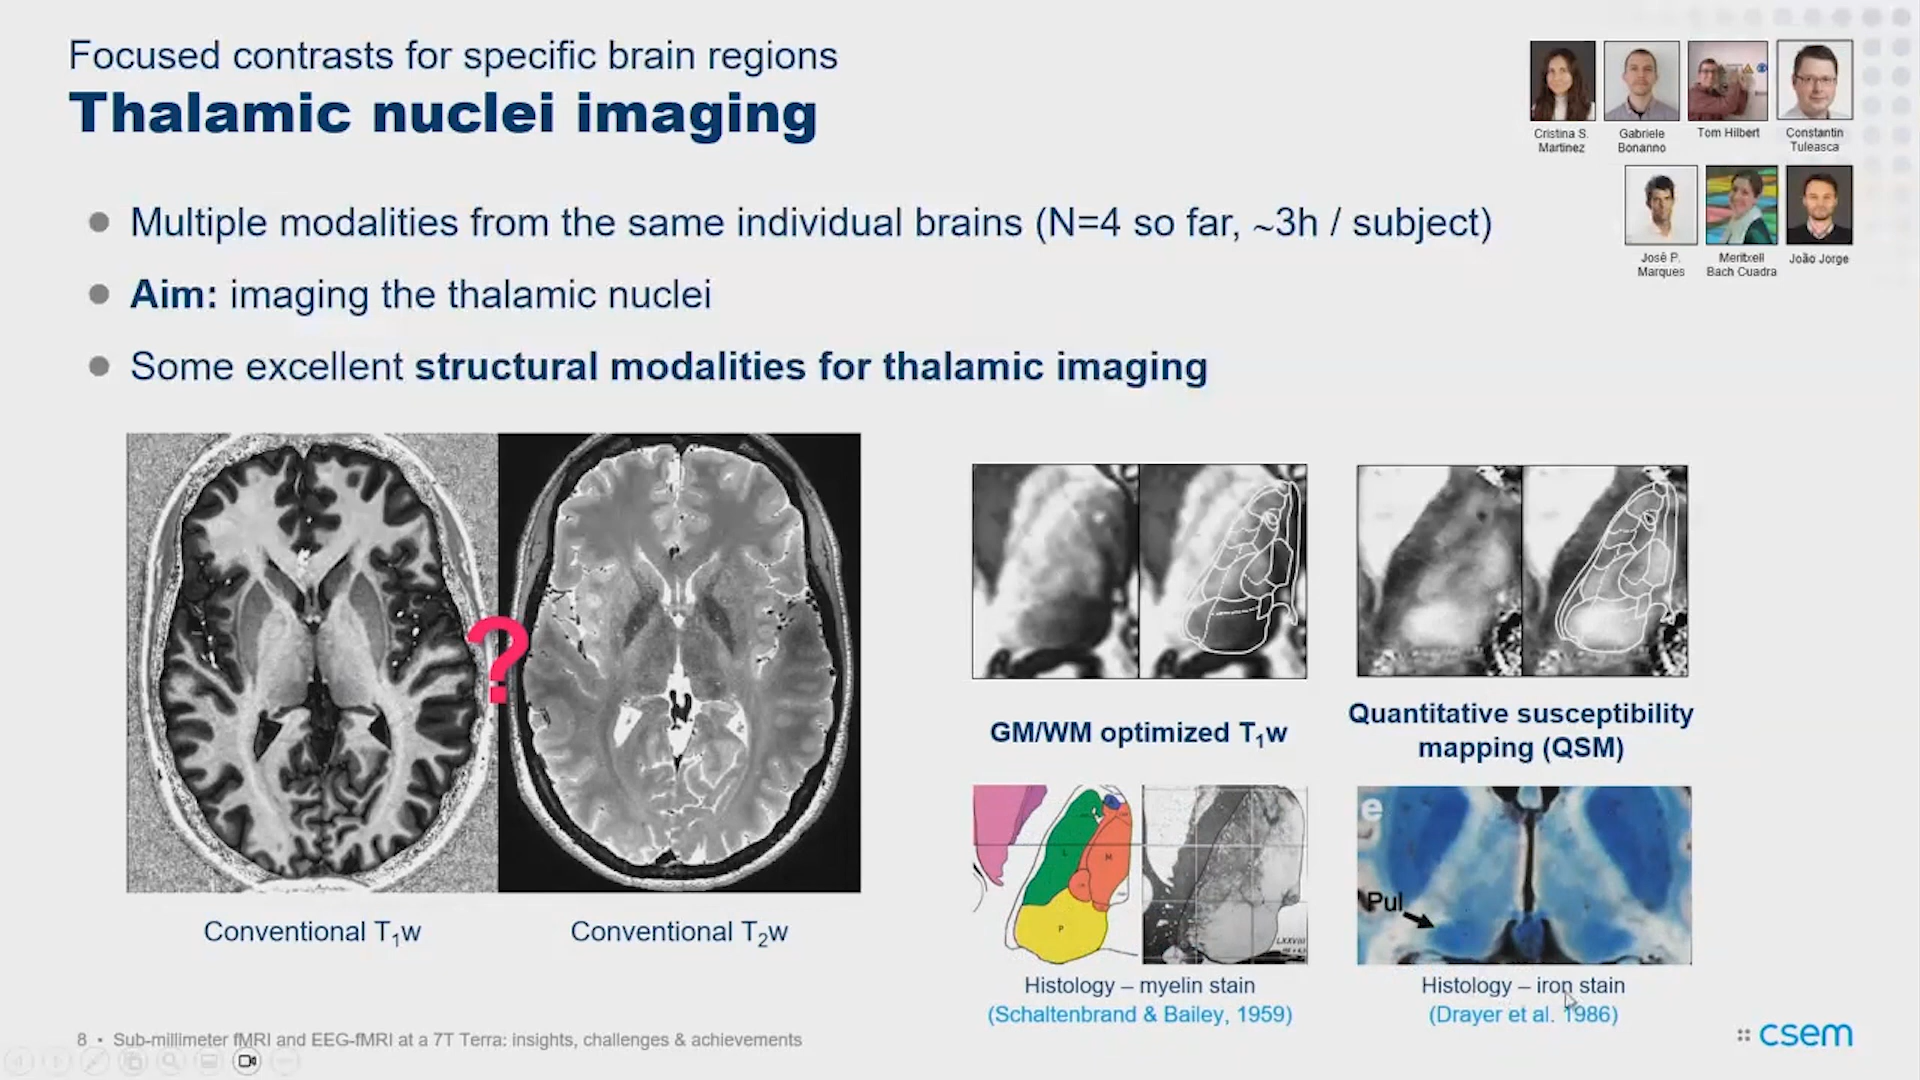 Focused contrasts for specific brain regions
Thalamic nuclei imaging
Cristina S.
Martinez
Gabriele
Bonanno
Tom Hilbert
Constantin
Tuleasca
José P.
Marques
Meritxell
Bach Cuadra
João Jorge
Multiple modalities from the same individual brains (N=4 so far, ~3h / subject)
Aim: imaging the thalamic nuclei
Some excellent structural modalities for thalamic imaging
?
Conventional T1w
Conventional T2w
GM/WM optimized T1w
Quantitative susceptibility
mapping (QSM)
L
M
P
LXXVIII
e
Pul
Histology – myelin stain
(Schaltenbrand & Bailey, 1959)
Histology – iron stain
(Drayer et al. 1986)
8 • Sub-millimeter fMRI and EEG-fMRI at a 7T Terra: insights, challenges & achievements
csem